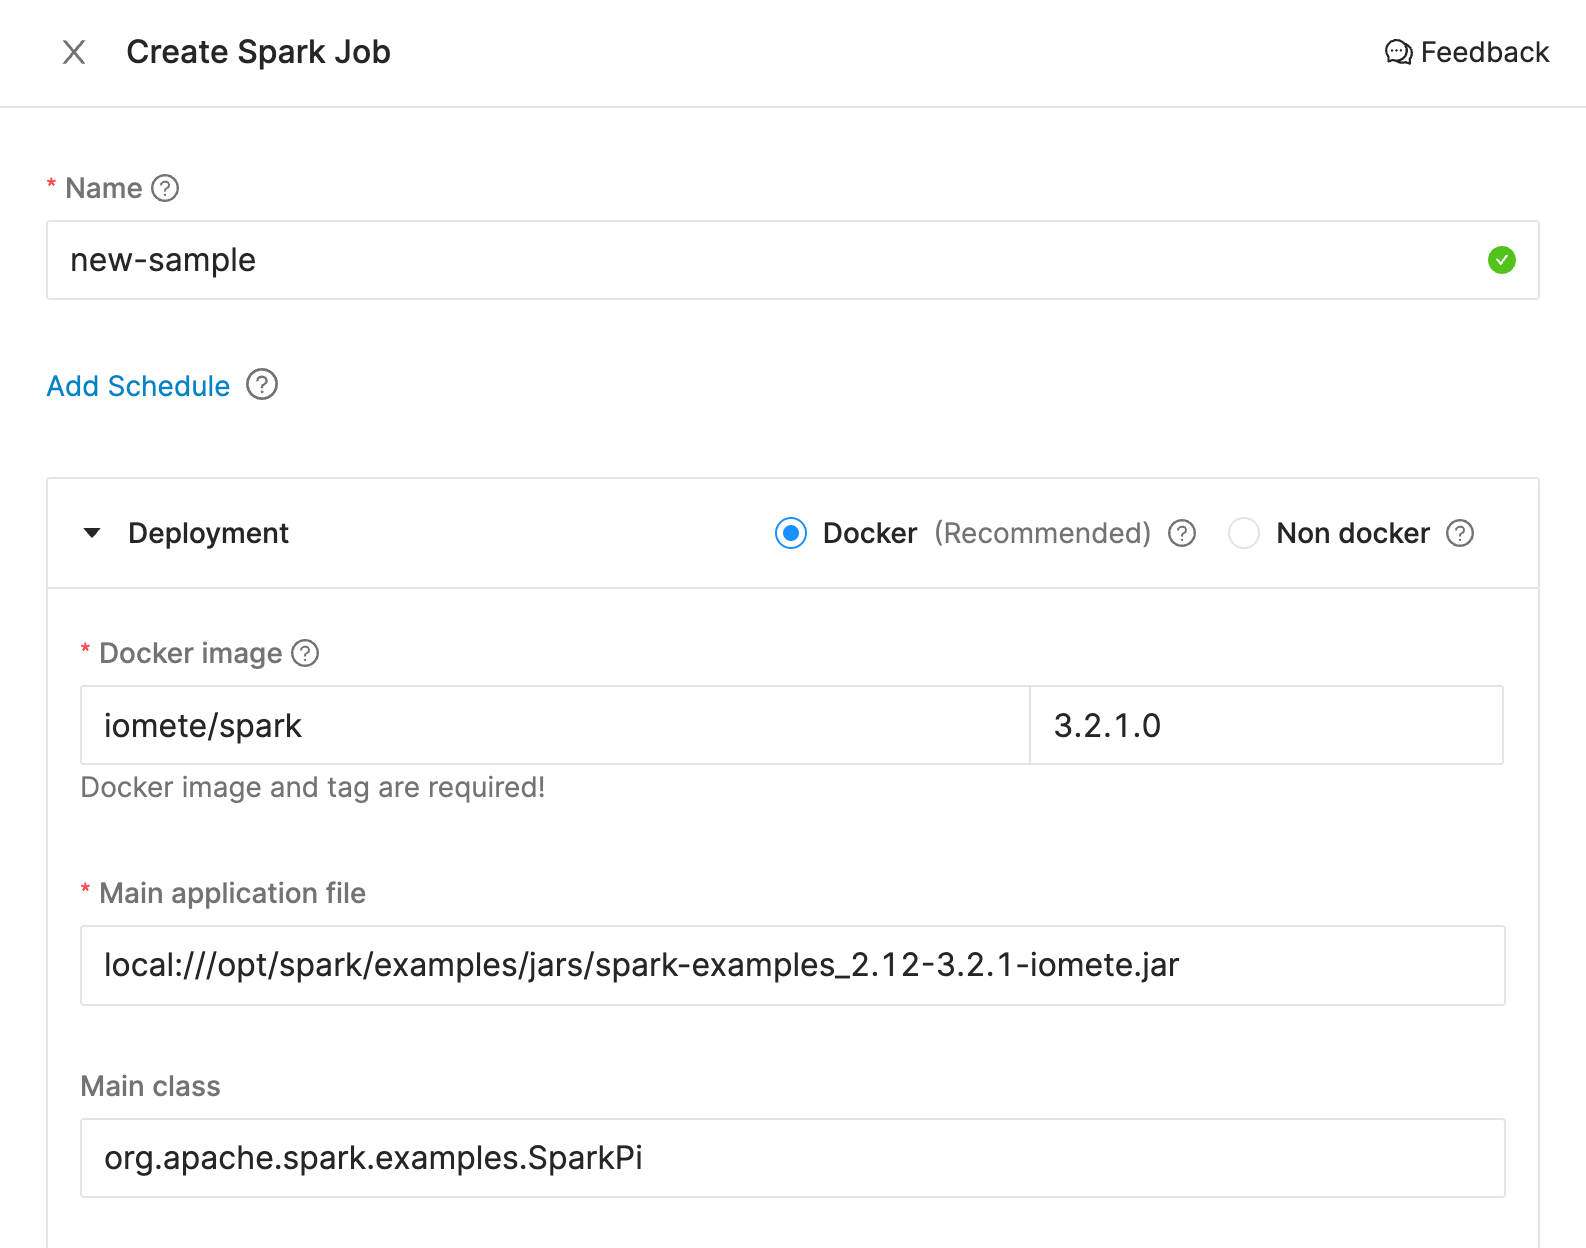 Create Spark Job
Feedback
* Name
new-sample
Add Schedule
Deployment
Docker (Recommended)
Non docker
* Docker image
iomete/spark
3.2.1.0
Docker image and tag are required!
* Main application file
local:///opt/spark/examples/jars/spark-examples_2.12-3.2.1-iomete.jar
Main class
org.apache.spark.examples.SparkPi